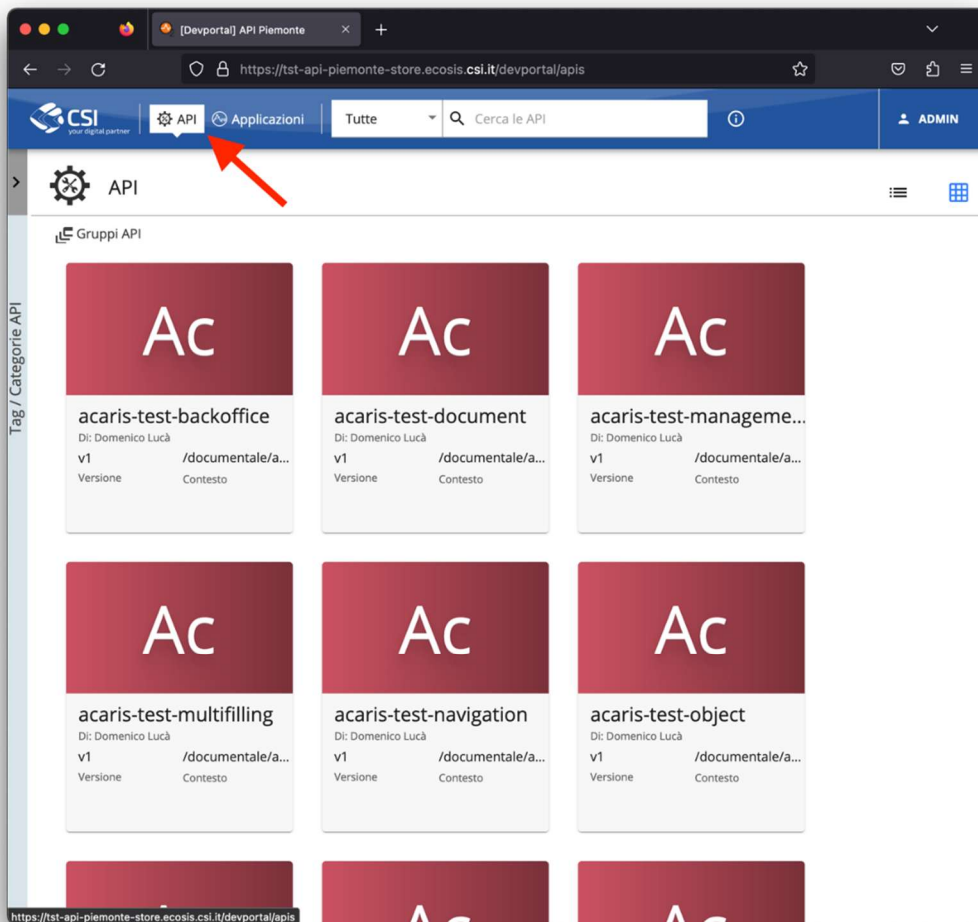 [Devportal] API Piemonte
https://tst-api-piemonte-store.ecosis.csi.it/devportal/apis
CSI
your digital partner
API
Applicazioni
Tutte
Cerca le API
ADMIN
API
Gruppi API
Tag / Categorie API
Ac
Ac
Ac
acaris-test-backoffice
acaris-test-document
acaris-test-manageme...
Di: Domenico Lucà
Di: Domenico Lucà
Di: Domenico Lucà
v1 /documentale/a...
v1 /documentale/a...
v1 /documentale/a...
Versione Contesto
Versione Contesto
Versione Contesto
Ac
Ac
Ac
acaris-test-multifilling
acaris-test-navigation
acaris-test-object
Di: Domenico Lucà
Di: Domenico Lucà
Di: Domenico Lucà
v1 /documentale/a...
v1 /documentale/a...
v1 /documentale/a...
Versione Contesto
Versione Contesto
Versione Contesto
https://tst-api-piemonte-store.ecosis.csi.it/devportal/apis